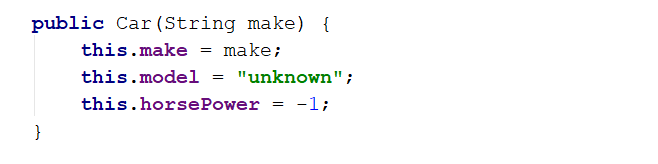 public Car(String make) {
    this.make = make;
    this.model = "unknown";
    this.horsePower = -1;
}